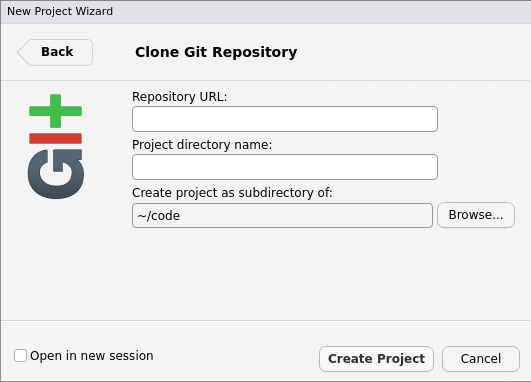 New Project Wizard
Back
Clone Git Repository
Repository URL:
Project directory name:
Create project as subdirectory of:
~/code
Browse...
Open in new session
Create Project
Cancel
git